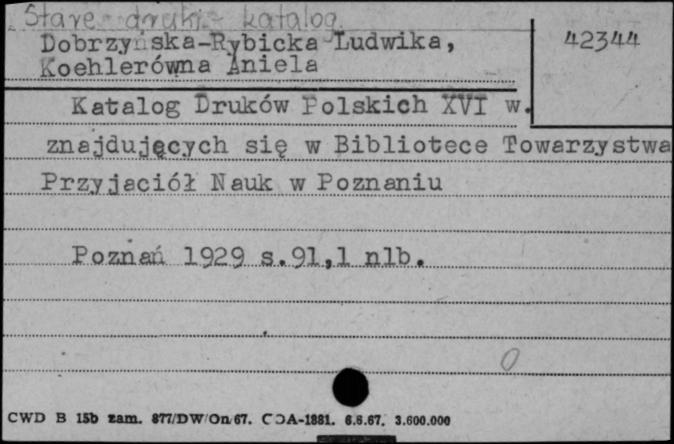 Stare druki - katalog
Dobrzyńska-Rybicka Ludwika,
42344
Koehlerówna Aniela
Katalog Druków Polskich XVI w.
znajdujących się w Bibliotece Towarzystwa
Przyjaciół Nauk w Poznaniu
Poznań 1929 s.91,1 nlb.
0
CWD B 15b zam. 877/DW/On/67. CDA-1881. 6.6.67. 3.600.000